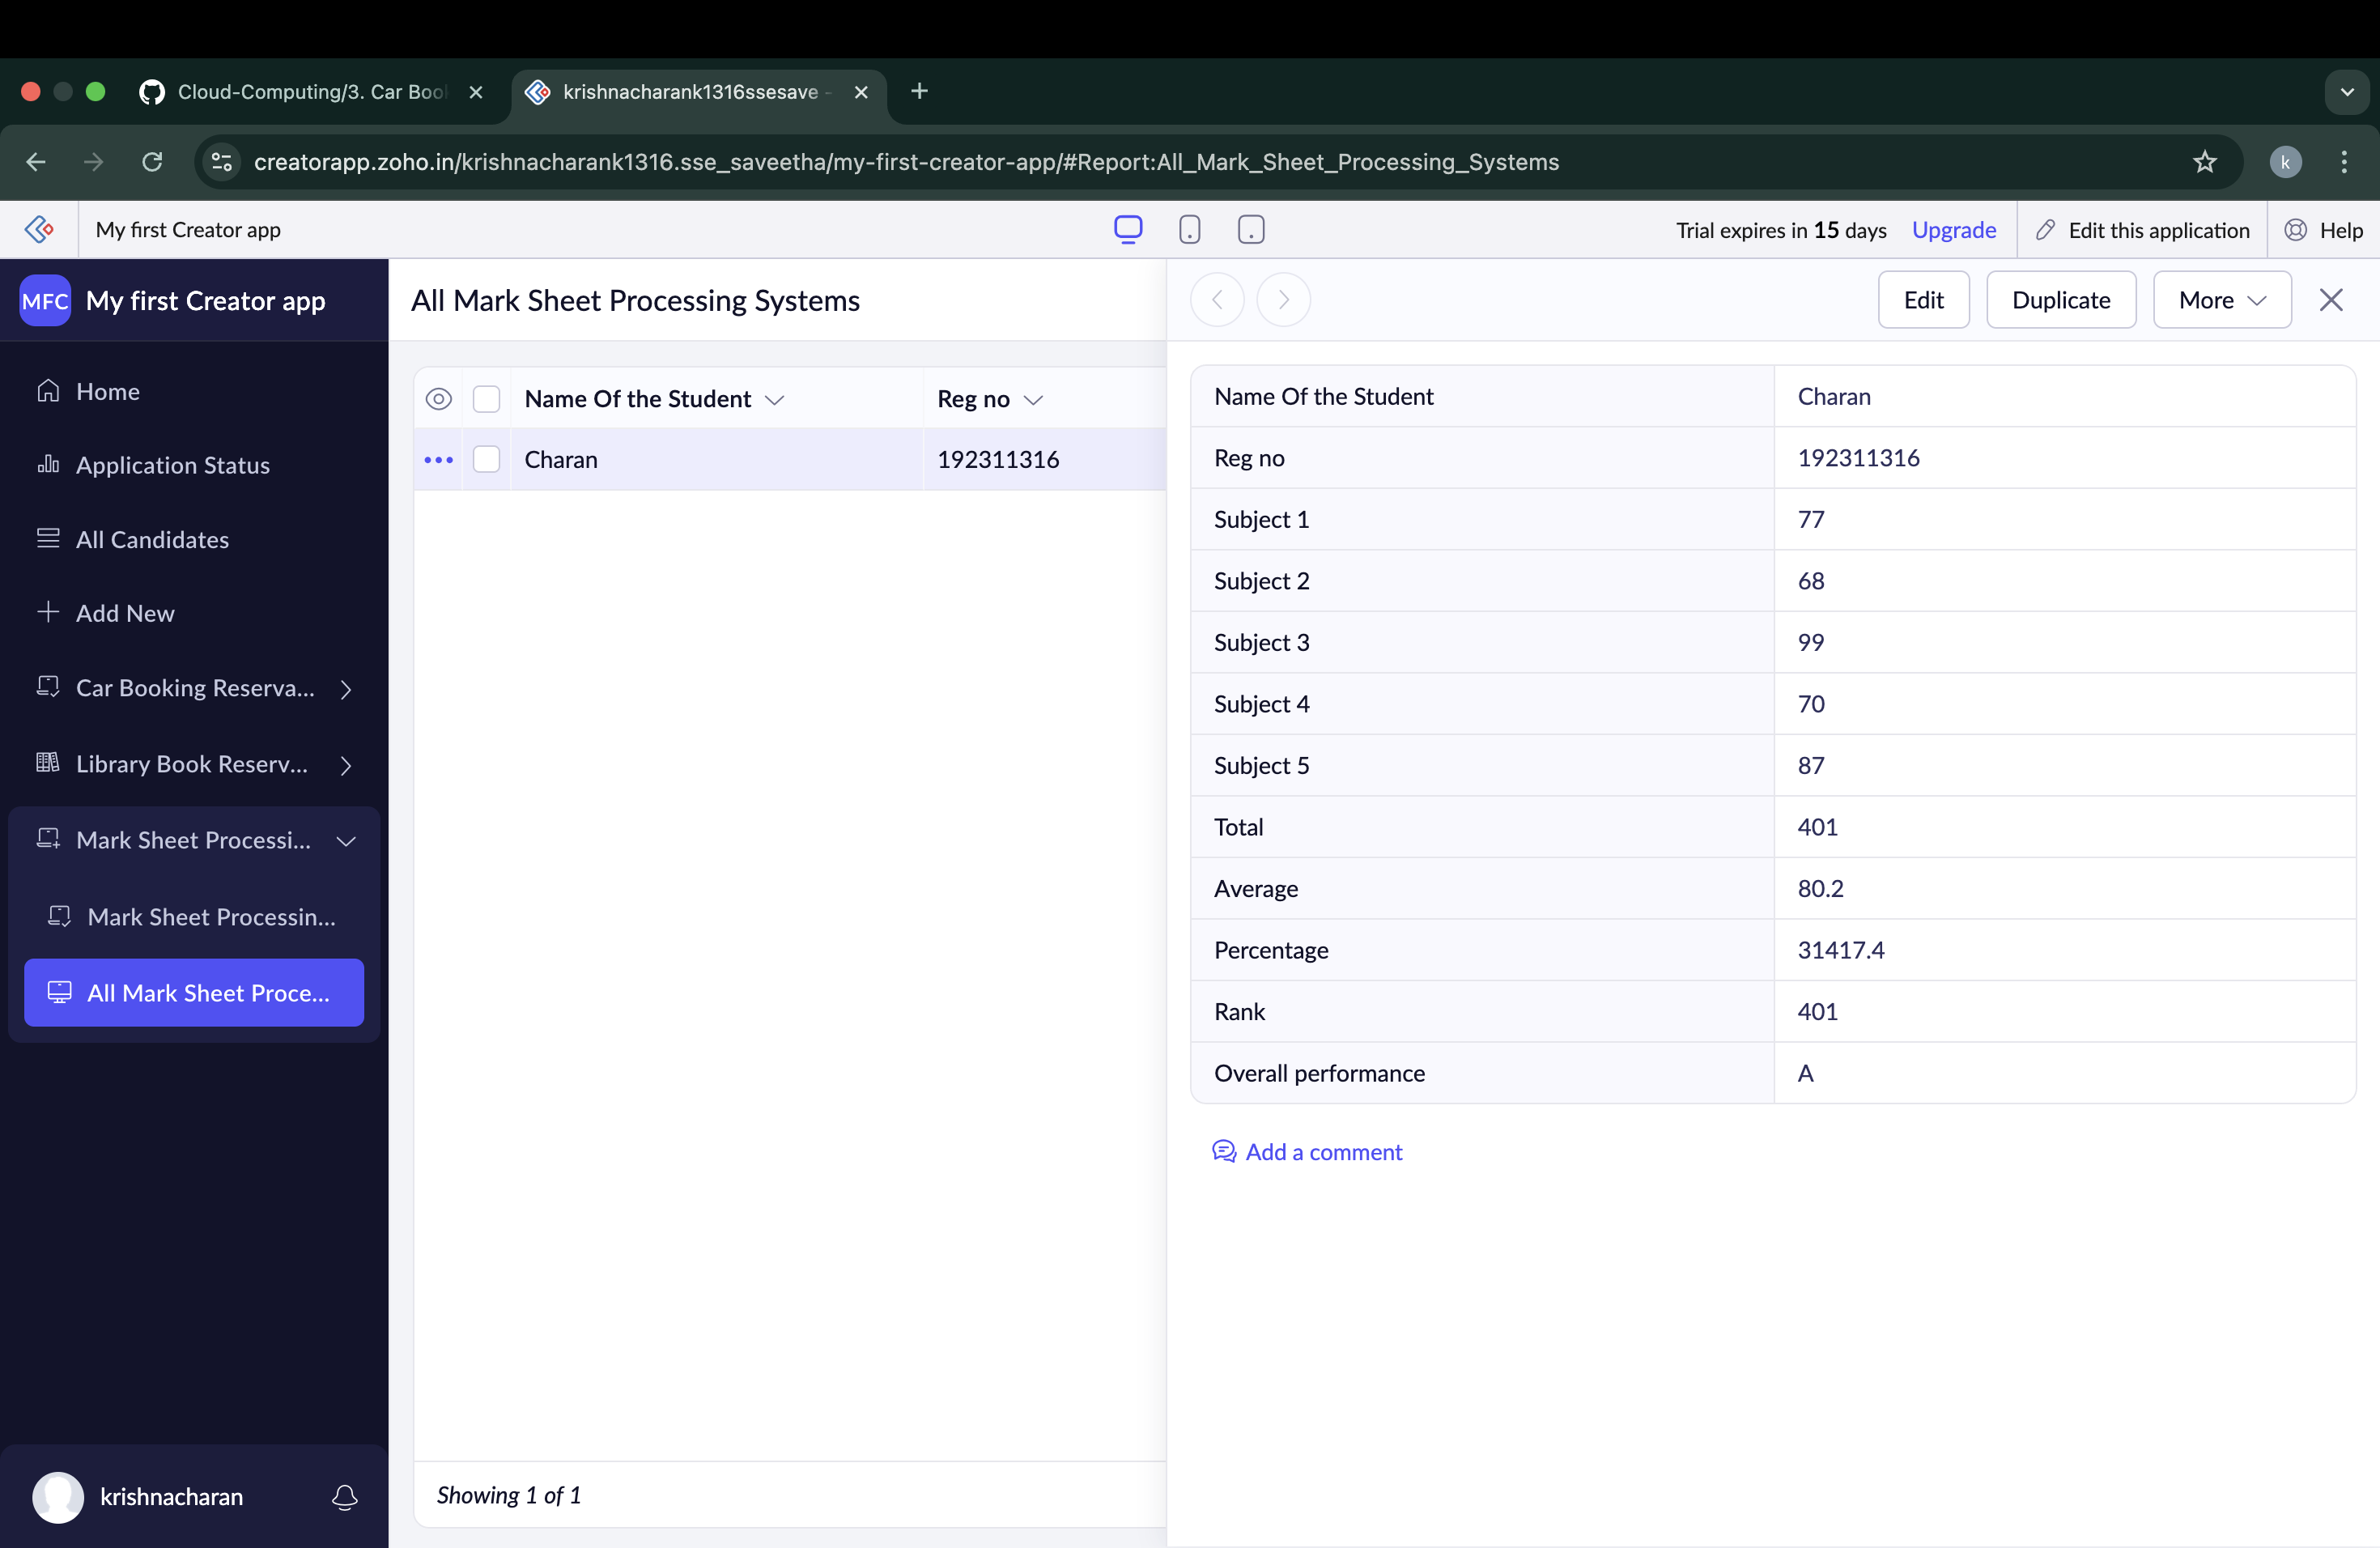 Cloud-Computing/3. Car Boo
krishnacharank1316ssesave -
creatorapp.zoho.in/krishnacharank1316.sse_saveetha/my-first-creator-app/#Report:All_Mark_Sheet_Processing_Systems
k
My first Creator app
Trial expires in 15 days
Upgrade
Edit this application
Help
MFC
My first Creator app
Home
Application Status
All Candidates
Add New
Car Booking Reserva...
Library Book Reserv...
Mark Sheet Processi...
Mark Sheet Processin...
All Mark Sheet Proce...
krishnacharan
All Mark Sheet Processing Systems
Name Of the Student
Reg no
Charan
192311316
Showing 1 of 1
Edit
Duplicate
More
Name Of the Student Charan
Reg no 192311316
Subject 1 77
Subject 2 68
Subject 3 99
Subject 4 70
Subject 5 87
Total 401
Average 80.2
Percentage 31417.4
Rank 401
Overall performance A
Add a comment